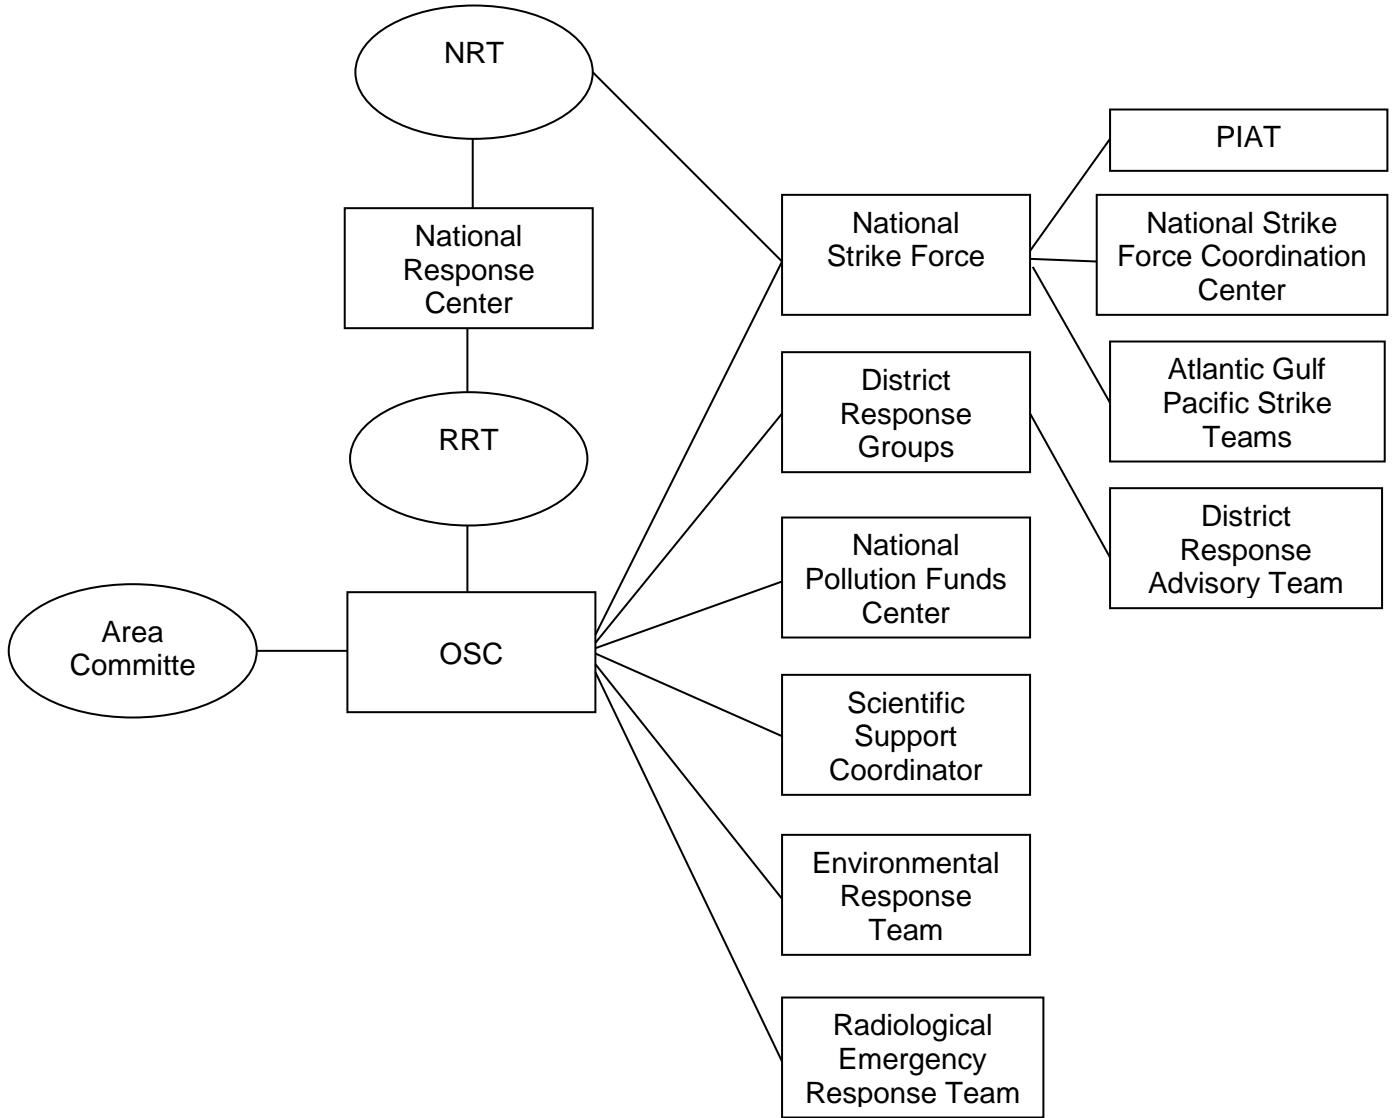 NRT
National
Response
Center
RRT
Area
Committe
OSC
National
Strike Force
District
Response
Groups
National
Pollution Funds
Center
Scientific
Support
Coordinator
Environmental
Response
Team
Radiological
Emergency
Response Team
PIAT
National Strike
Force Coordination
Center
Atlantic Gulf
Pacific Strike
Teams
District
Response
Advisory Team